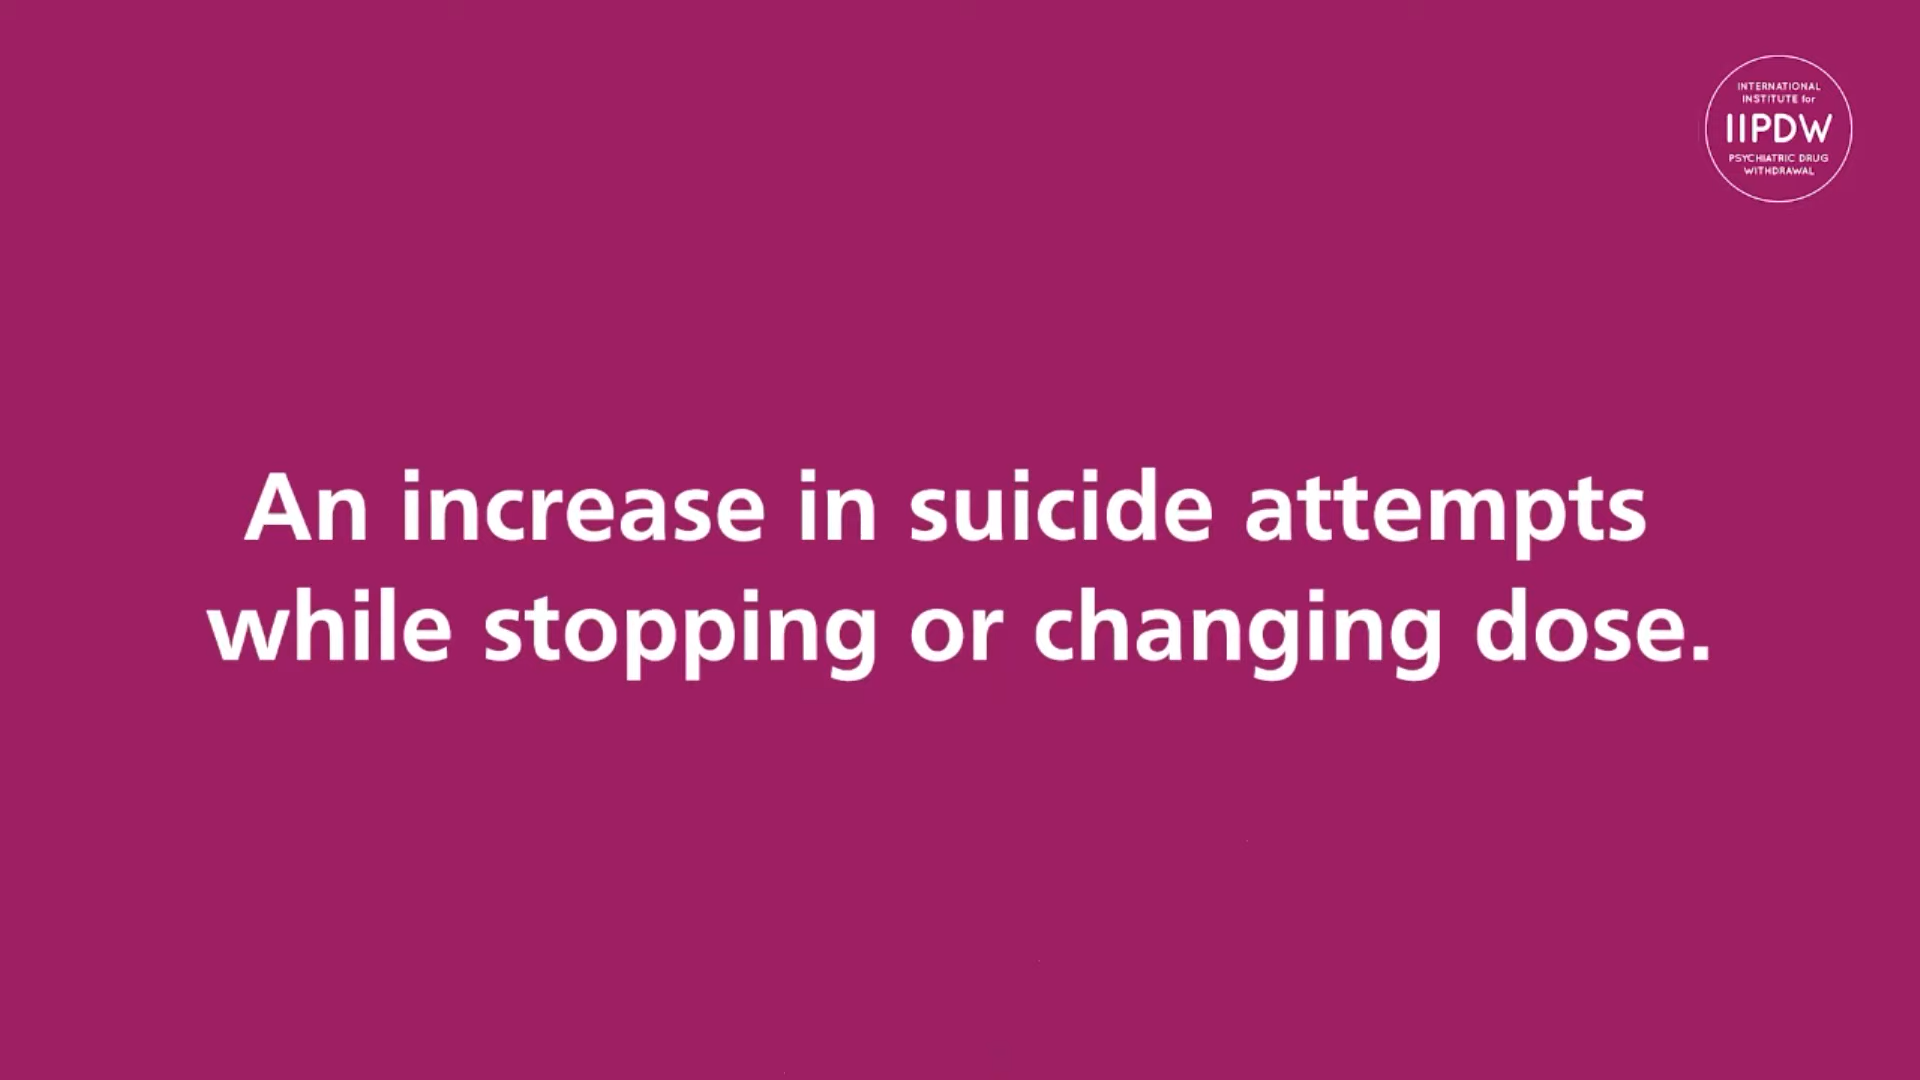 INTERNATIONAL
INSTITUTE for
IIPDW
PSYCHIATRIC DRUG
WITHDRAWAL
An increase in suicide attempts
while stopping or changing dose.